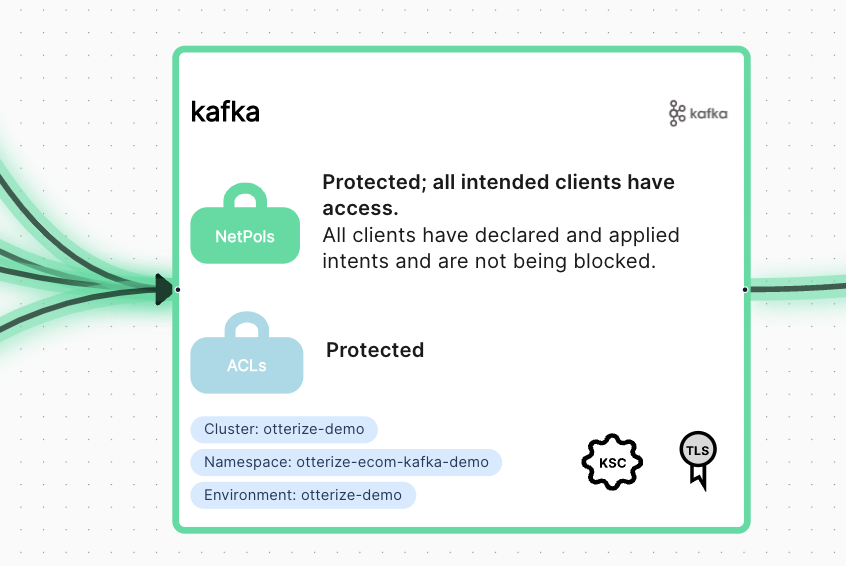 kafka
kafka
Protected; all intended clients have
access.
NetPols
All clients have declared and applied
intents and are not being blocked.
ACLs
Protected
Cluster: otterize-demo
Namespace: otterize-ecom-kafka-demo
Environment: otterize-demo
KSC
TLS